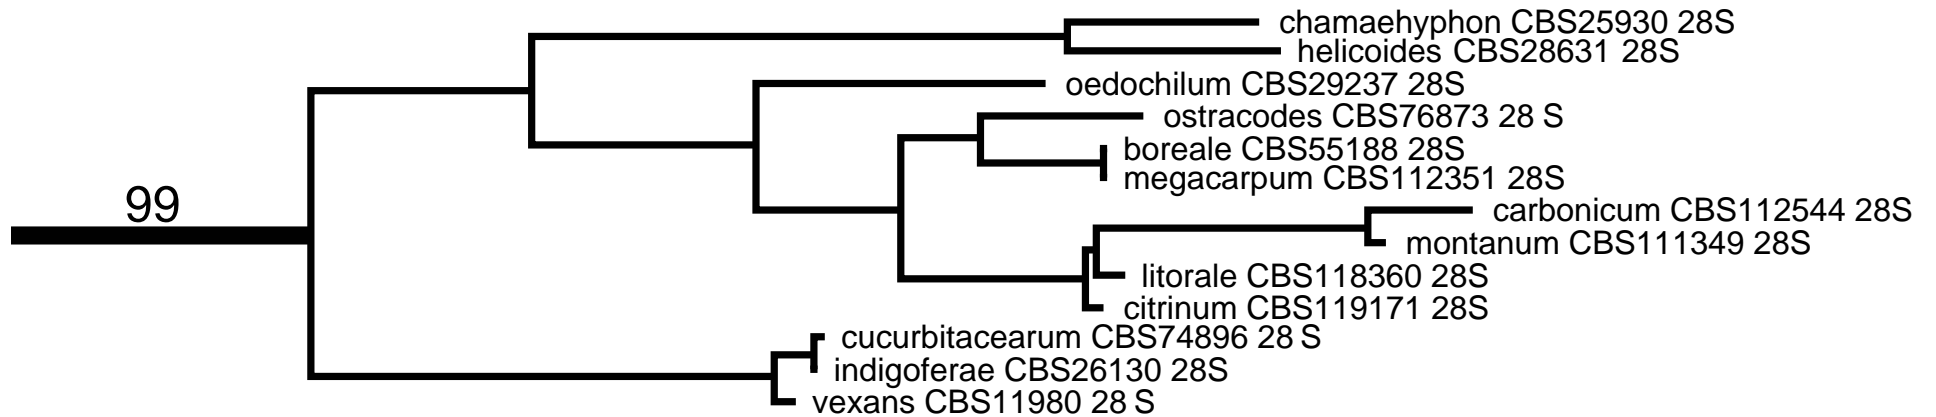 chamaehyphon CBS25930 28S
helicoides CBS28631 28S
oedochilum CBS29237 28S
ostracodes CBS76873 28 S
boreale CBS55188 28S
megacarpum CBS112351 28S
99
carbonicum CBS112544 28S
montanum CBS111349 28S
litorale CBS118360 28S
citrinum CBS119171 28S
cucurbitacearum CBS74896 28 S
indigoferae CBS26130 28S
vexans CBS11980 28 S